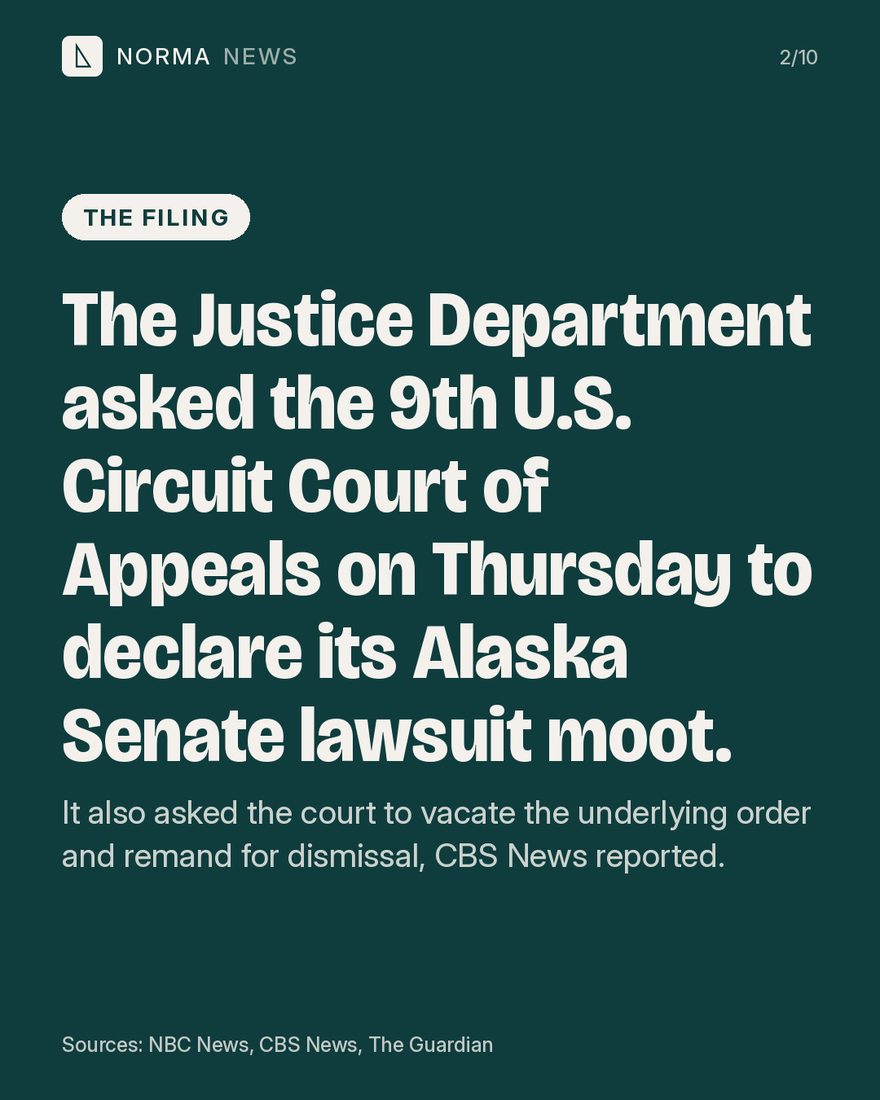 NORMA NEWS
2/10
THE FILING
The Justice Department
asked the 9th U.S.
Circuit Court of
Appeals on Thursday to
declare its Alaska
Senate lawsuit moot.
It also asked the court to vacate the underlying order
and remand for dismissal, CBS News reported.
Sources: NBC News, CBS News, The Guardian